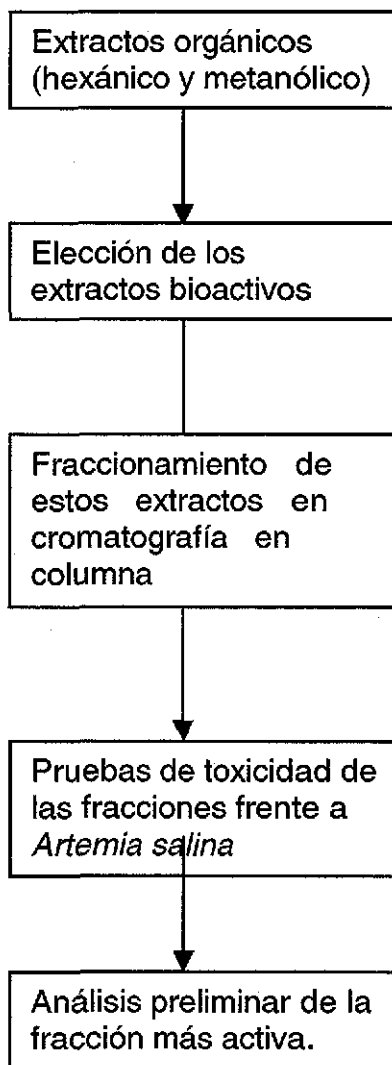 Extractos orgánicos
(hexánico y metanólico)
Elección de los
extractos bioactivos
Fraccionamiento de
estos extractos en
cromatografía en
columna
Pruebas de toxicidad de
las fracciones frente a
Artemia salina
Análisis preliminar de la
fracción más activa.